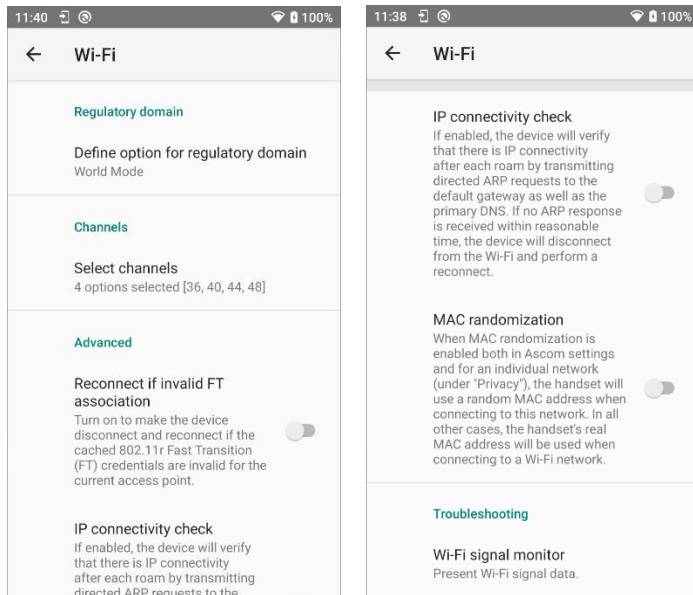 11:40 100%
Wi-Fi
Regulatory domain
Define option for regulatory domain
World Mode
Channels
Select channels
4 options selected [36, 40, 44, 48]
Advanced
Reconnect if invalid FT
association
Turn on to make the device
disconnect and reconnect if the
cached 802.11r Fast Transition
(FT) credentials are invalid for the
current access point.
IP connectivity check
If enabled, the device will verify
that there is IP connectivity
after each roam by transmitting
directed ARP requests to the
11:38 100%
Wi-Fi
IP connectivity check
If enabled, the device will verify
that there is IP connectivity
after each roam by transmitting
directed ARP requests to the
default gateway as well as the
primary DNS. If no ARP response
is received within reasonable
time, the device will disconnect
from the Wi-Fi and perform a
reconnect.
MAC randomization
When MAC randomization is
enabled both in Ascom settings
and for an individual network
(under "Privacy"), the handset will
use a random MAC address when
connecting to this network. In all
other cases, the handset's real
MAC address will be used when
connecting to a Wi-Fi network.
Troubleshooting
Wi-Fi signal monitor
Present Wi-Fi signal data.